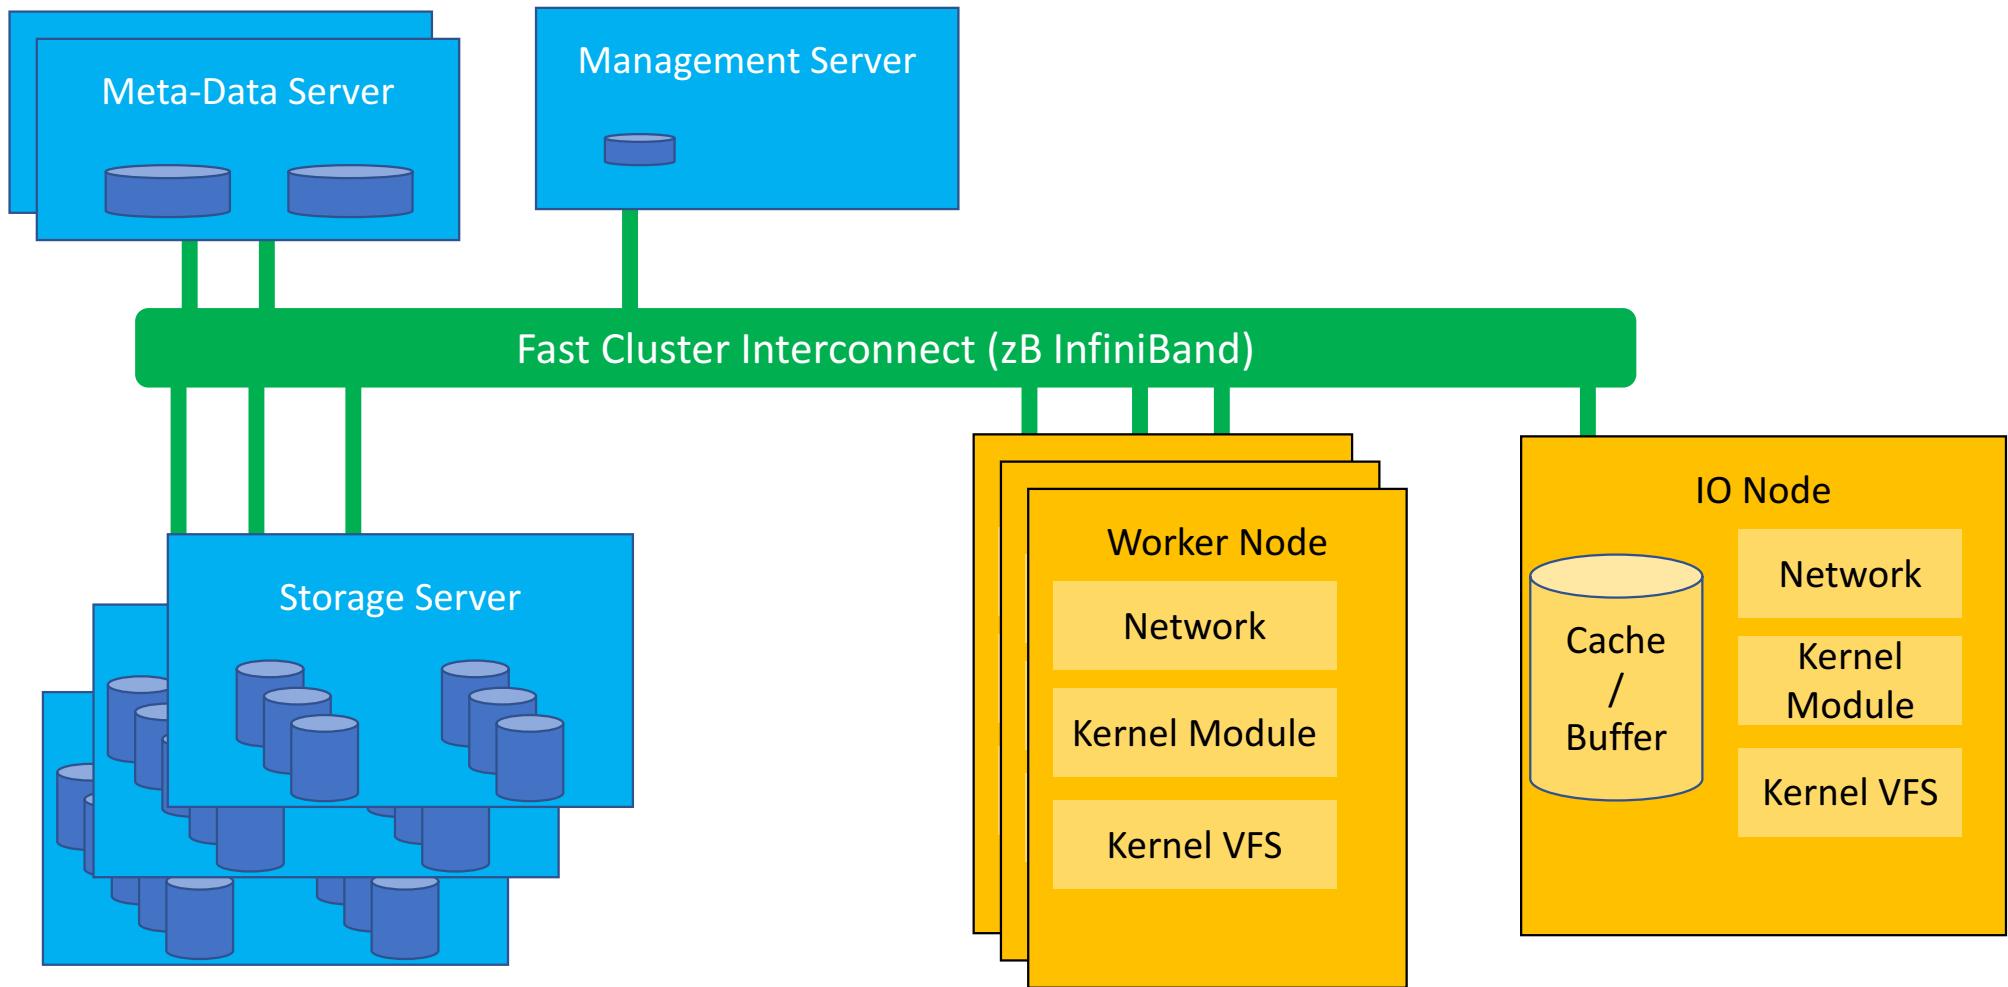 Meta-Data Server
Management Server
Fast Cluster Interconnect (zB InfiniBand)
Storage Server
Worker Node
Network
Kernel Module
Kernel VFS
IO Node
Cache
/
Buffer
Network
Kernel
Module
Kernel VFS